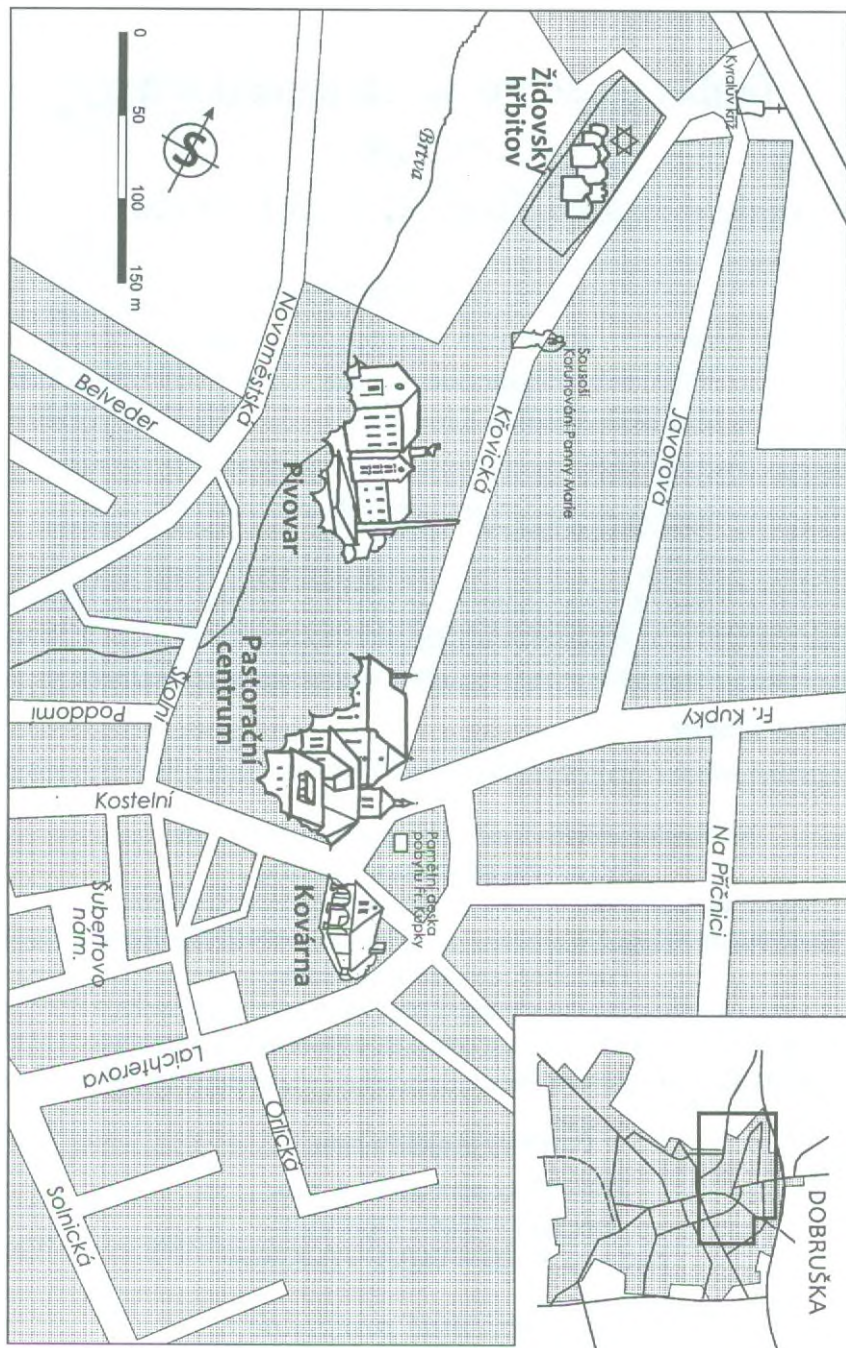 0
50
100
150 m
S
Brtva
Židovský
hřbitov
Kyralův kříž
Křovická
Sousoší
Korunování Panny Marie
Javorová
Novoměstská
Belveder
Pivovar
Pastorační
centrum
Školní
Poddomí
Kostelní
Fr. Kupky
Na Příčnici
Pamětní deska
pobytu Fr. Kupky
Kovárna
Šubertovo
nám.
Laichterova
Orlická
Solnická
DOBRUŠKA